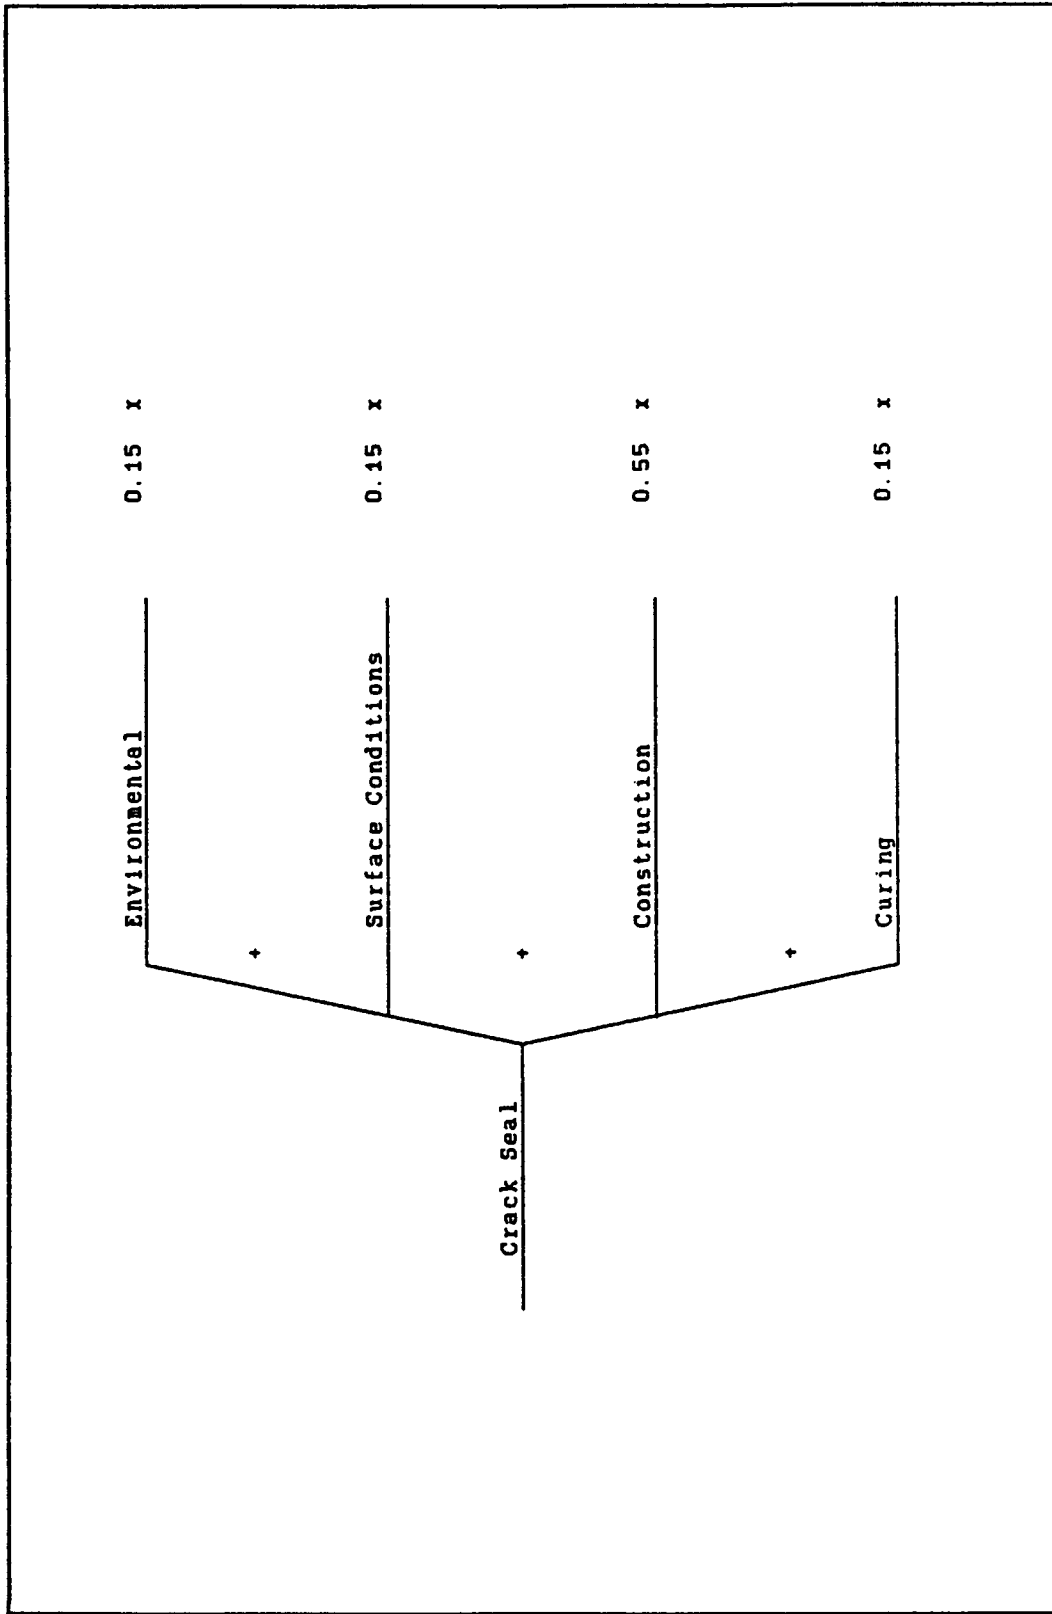 Environmental 0.15 x
+
Surface Conditions 0.15 x
Crack Seal
+
Construction 0.55 x
+
Curing 0.15 x